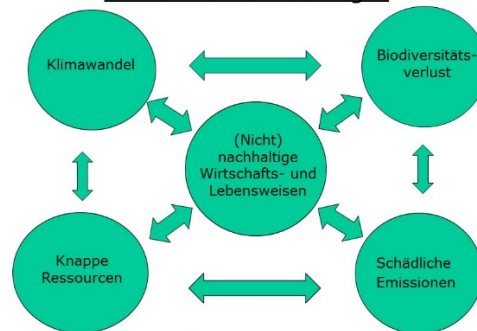 Klimawandel
Biodiversitäts-
verlust
(Nicht)
nachhaltige
Wirtschafts- und
Lebensweisen
Knappe
Ressourcen
Schädliche
Emissionen